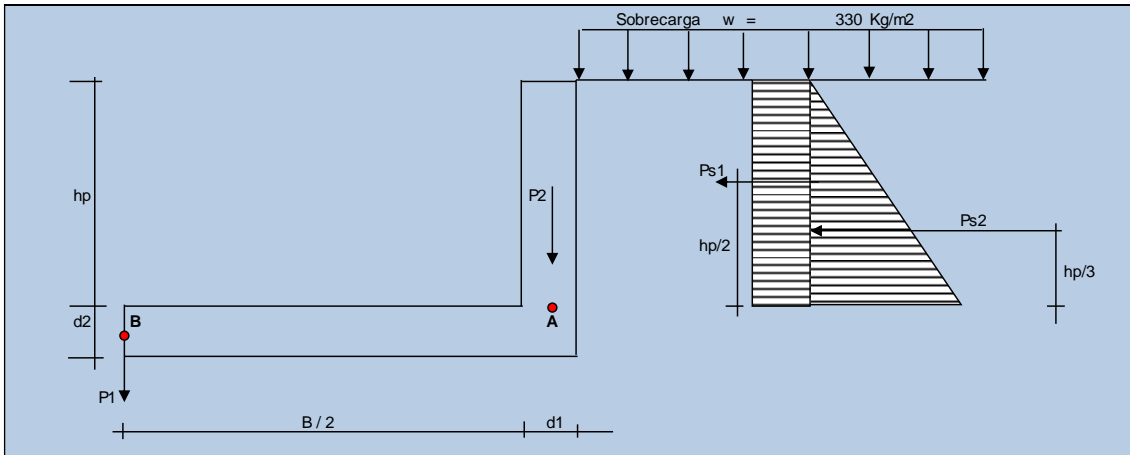 Sobrecarga w = 330 Kg/m2
hp
Ps1
P2
Ps2
hp/2
hp/3
d2
B
A
P1
B / 2
d1